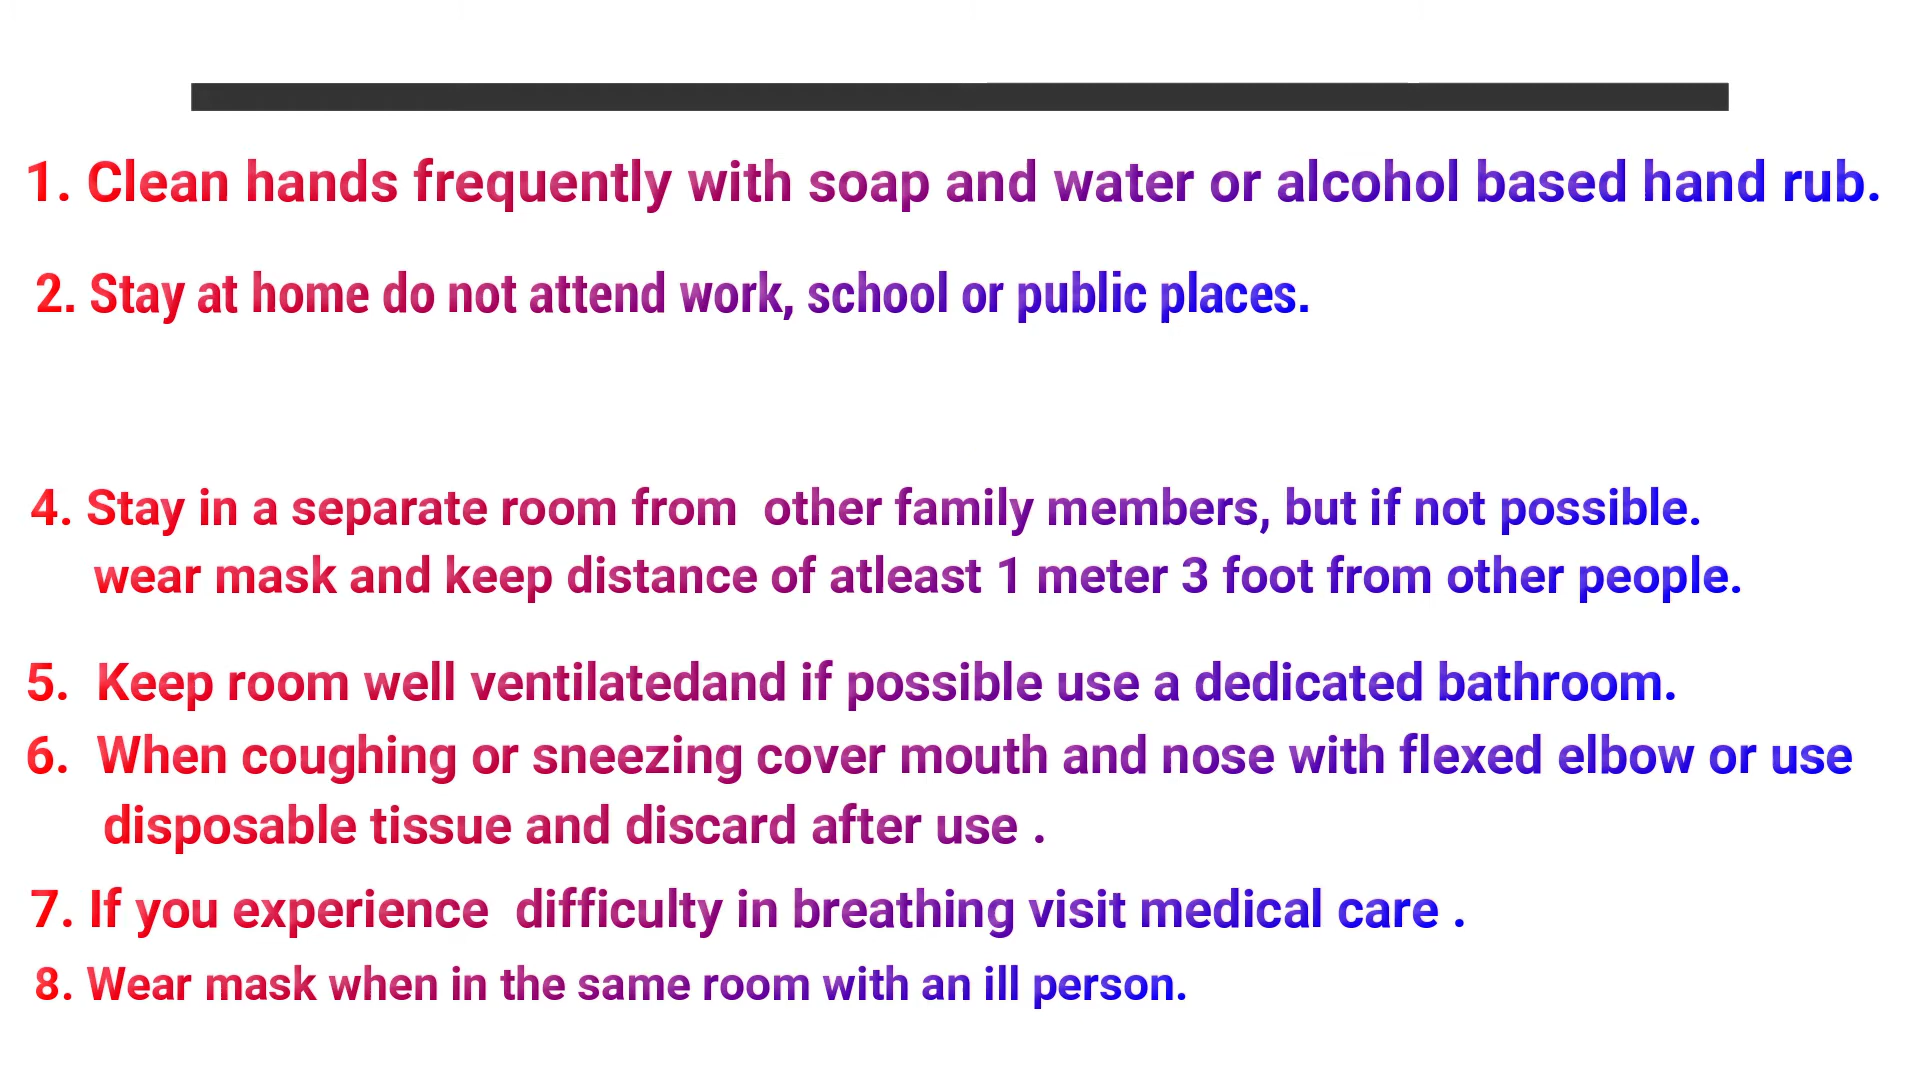 1. Clean hands frequently with soap and water or alcohol based hand rub.
2. Stay at home do not attend work, school or public places.
4. Stay in a separate room from  other family members, but if not possible.
wear mask and keep distance of atleast 1 meter 3 foot from other people.
5.  Keep room well ventilatedand if possible use a dedicated bathroom.
6.  When coughing or sneezing cover mouth and nose with flexed elbow or use
disposable tissue and discard after use .
7. If you experience  difficulty in breathing visit medical care .
8. Wear mask when in the same room with an ill person.